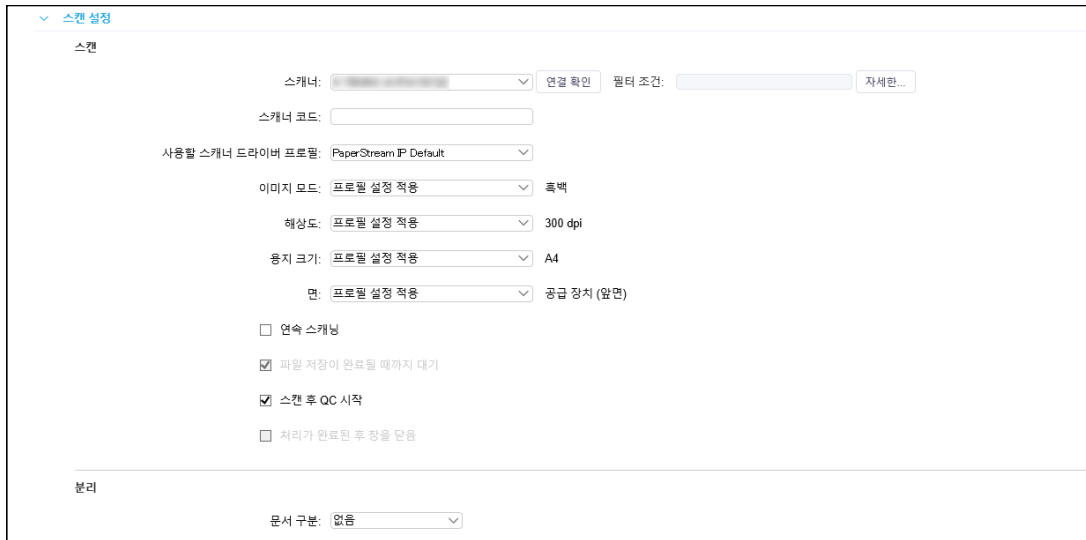 스캔 설정
스캔
스캐너: 연결 확인 필터 조건: 자세한...
스캐너 코드:
사용할 스캐너 드라이버 프로필: PaperStream IP Default
이미지 모드: 프로필 설정 적용 흑백
해상도: 프로필 설정 적용 300 dpi
용지 크기: 프로필 설정 적용 A4
면: 프로필 설정 적용 공급 장치 (앞면)
연속 스캐닝
파일 저장이 완료될 때까지 대기
스캔 후 QC 시작
처리가 완료된 후 창을 닫음
분리
문서 구분: 없음